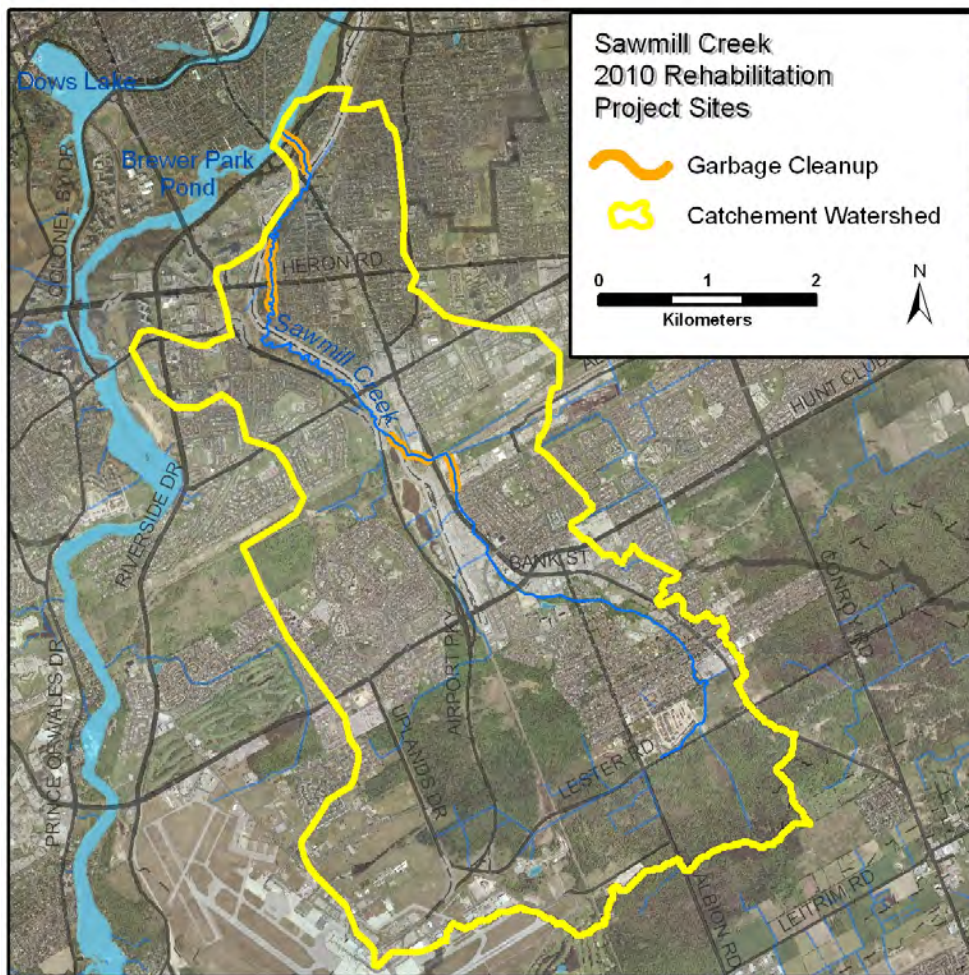 Sawmill Creek
2010 Rehabilitation
Project Sites
Garbage Cleanup
Catchement Watershed
0 1 2
Kilometers
N
Dows Lake
Brewer Park
Pond
COLONEL BY DR
HERON RD
Sawmill Creek
HUNT CLUB
RIVERSIDE DR
BANK ST
CONROY RD
PRINCE OF WALES DR
AIRPORT PKY
UPLANDS DR
LESTER RD
ALBION RD
LEITRIM RD